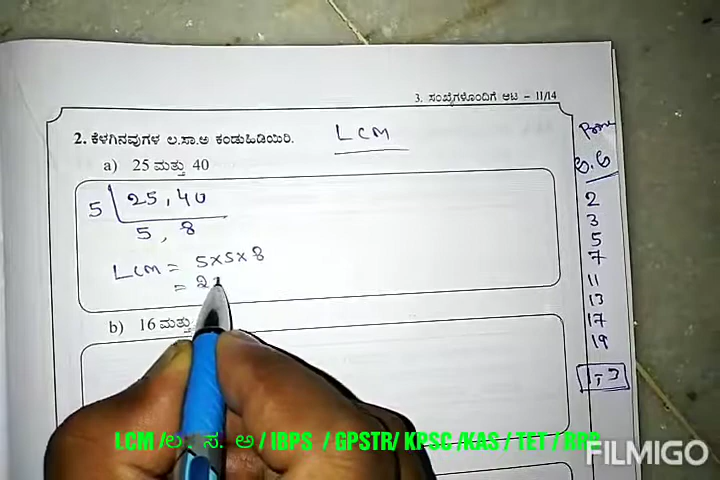 3. ಸಂಖ್ಯೆಗಳೊಂದಿಗೆ ಆಟ - 11/14
2. ಕೆಳಗಿನವುಗಳ ಲ.ಸಾ.ಅ ಕಂಡುಹಿಡಿಯಿರಿ. LCM
a) 25 ಮತ್ತು 40
5 25, 40
5, 8
LCM = 5×5×8
= 2
b) 16 ಮತ್ತು
2
3
5
7
11
13
17
19
LCM /ಲ . ಸ. ಅ / IBPS / GPSTR/ KPSC /KAS / TET / RRB
FILMIGO